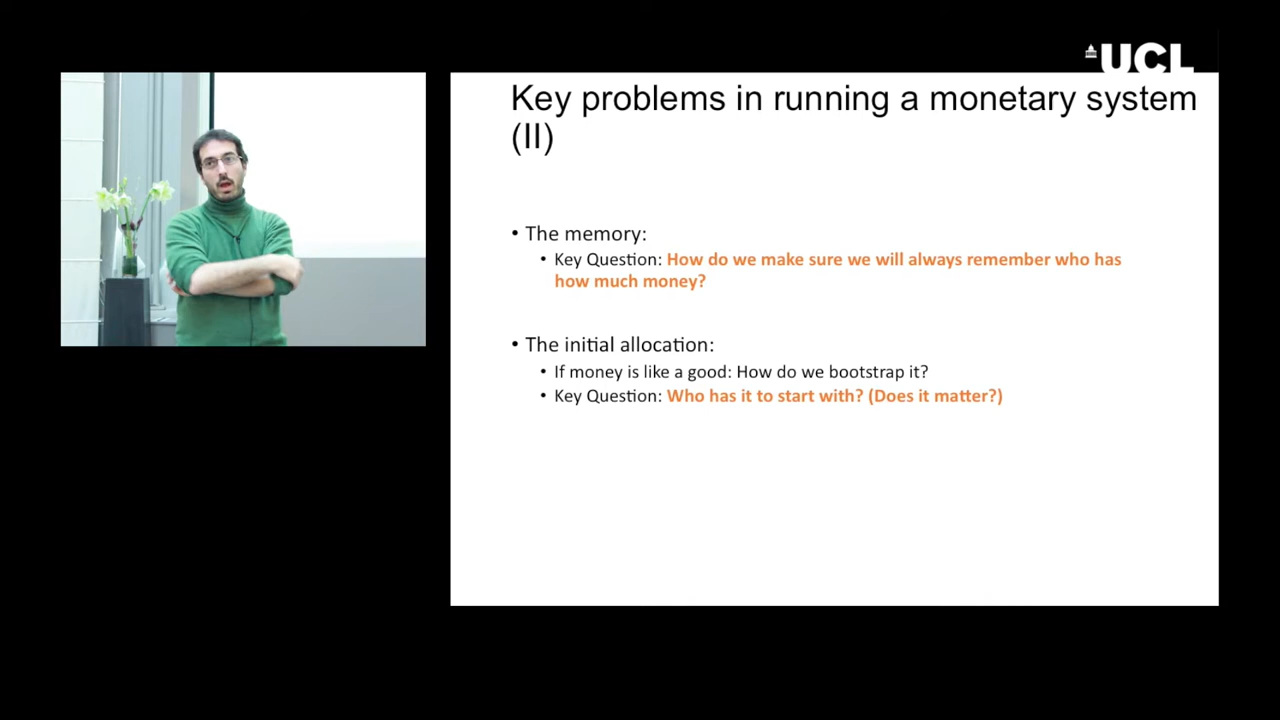 UCL
Key problems in running a monetary system
(II)
• The memory:
• Key Question: How do we make sure we will always remember who has
how much money?
• The initial allocation:
• If money is like a good: How do we bootstrap it?
• Key Question: Who has it to start with? (Does it matter?)